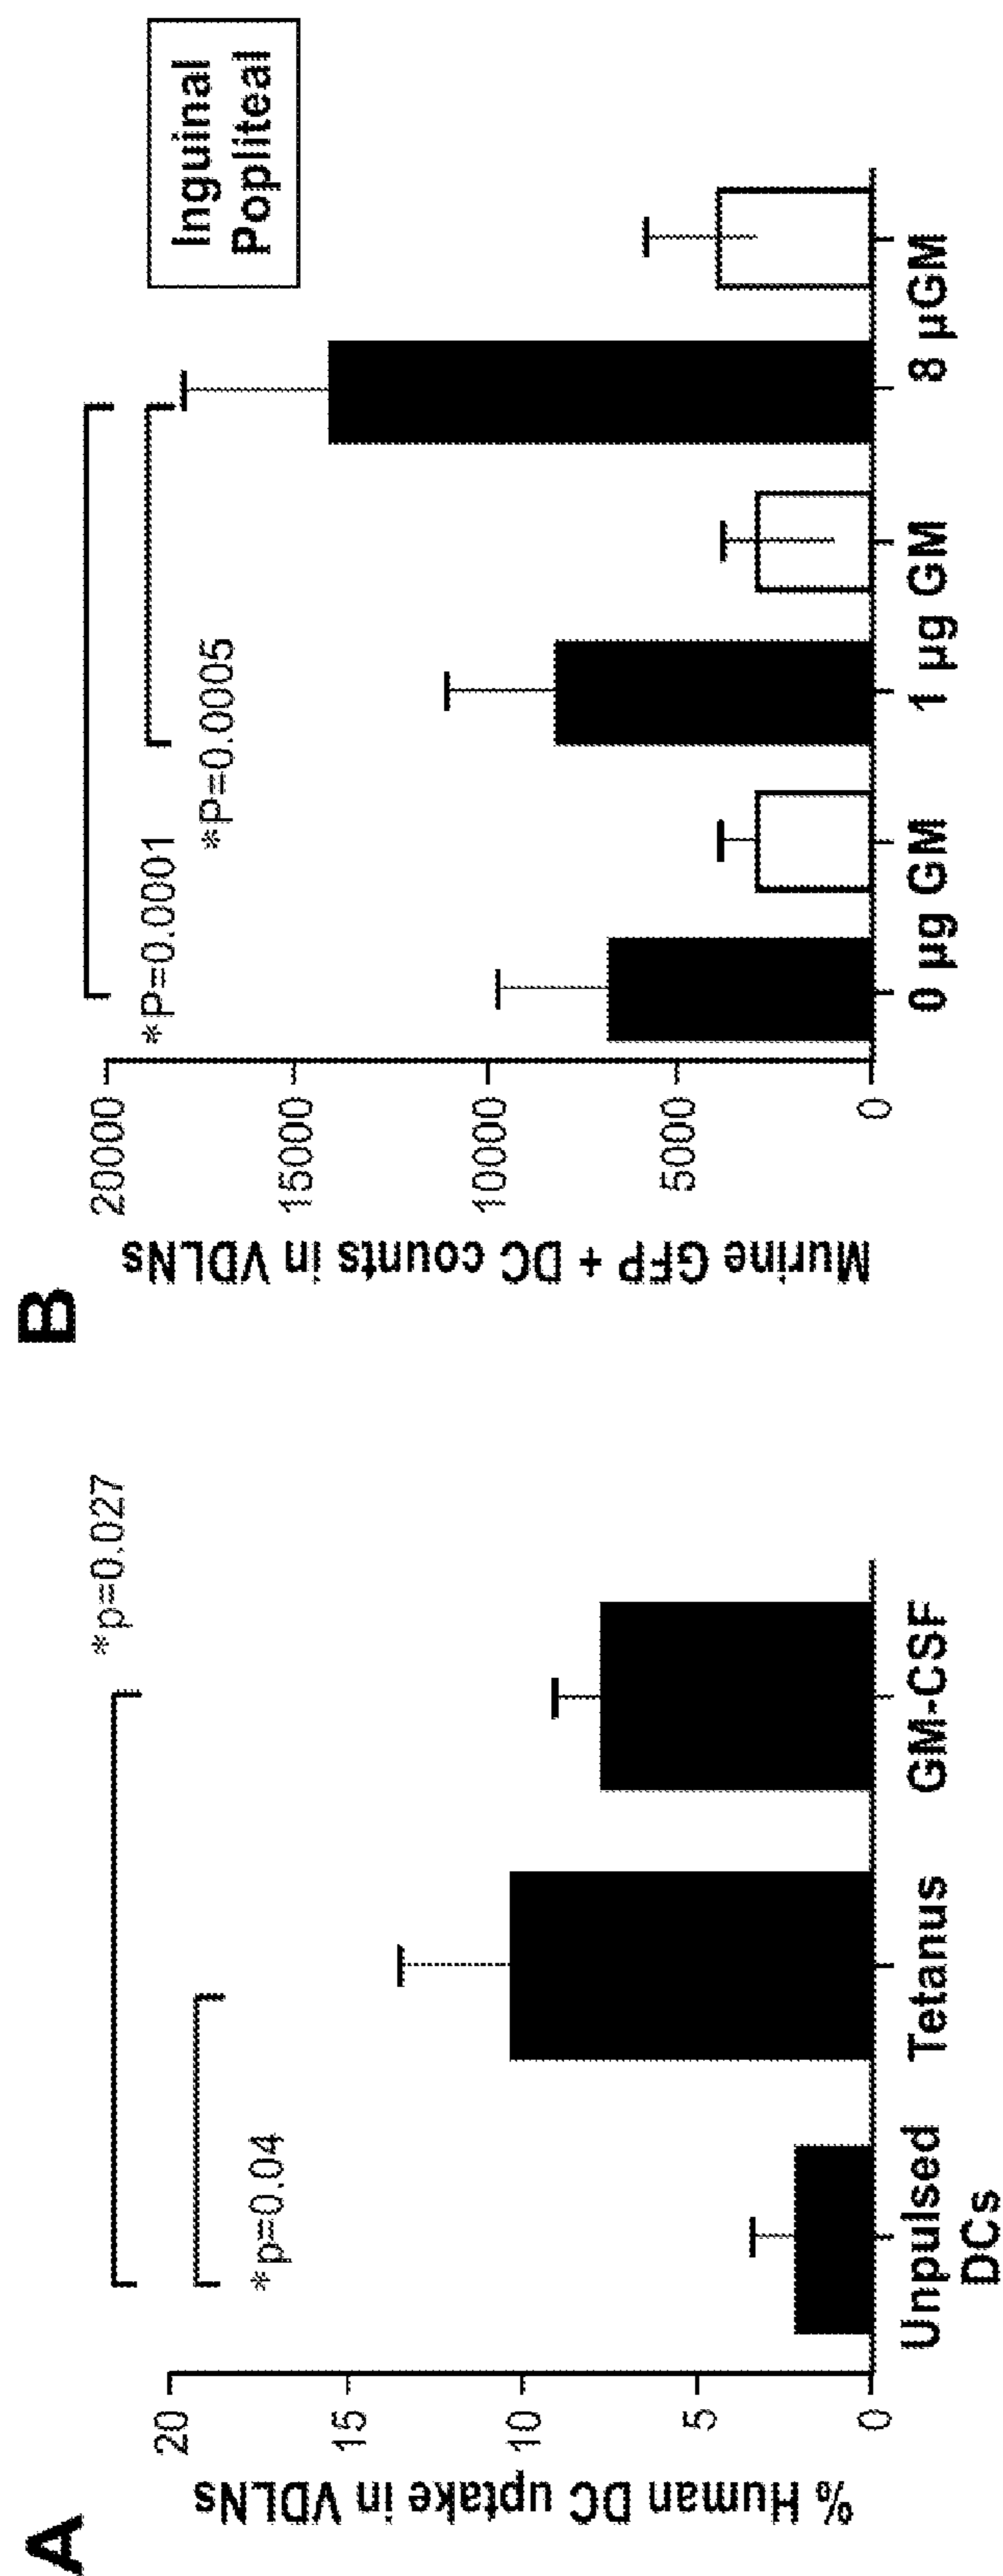 A
% Human DC uptake in VDLNs
20
15
10
5
0
*p=0.027
*p=0.04
Unpulsed
DCs
Tetanus
GM-CSF
B
Murine GFP + DC counts in VDLNs
20000
15000
10000
5000
0
*P=0.0001
*P=0.0005
Inguinal
Popliteal
0 µg GM
1 µg GM
8 µGM